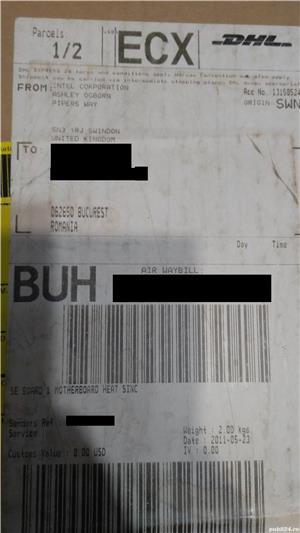 Parcels
1/2
ECX
DHL
FROM: INTEL CORPORATION
ASHLEY OGBORN
PIPERS WAY
SN3 1RJ SWINDON
UNITED KINGDOM
ORIGIN: SWN
TO
062650 BUCUREST
ROMANIA
Day Time
AIR WAYBILL:
BUH
SE BOARD & MOTHERBOARD HEAT SINC
Senders Ref :
Service
Weight : 2.00 kgs
Date : 2011-05-23
Customs Value : 0.00 USD
IV : 0.00
publi24.ro